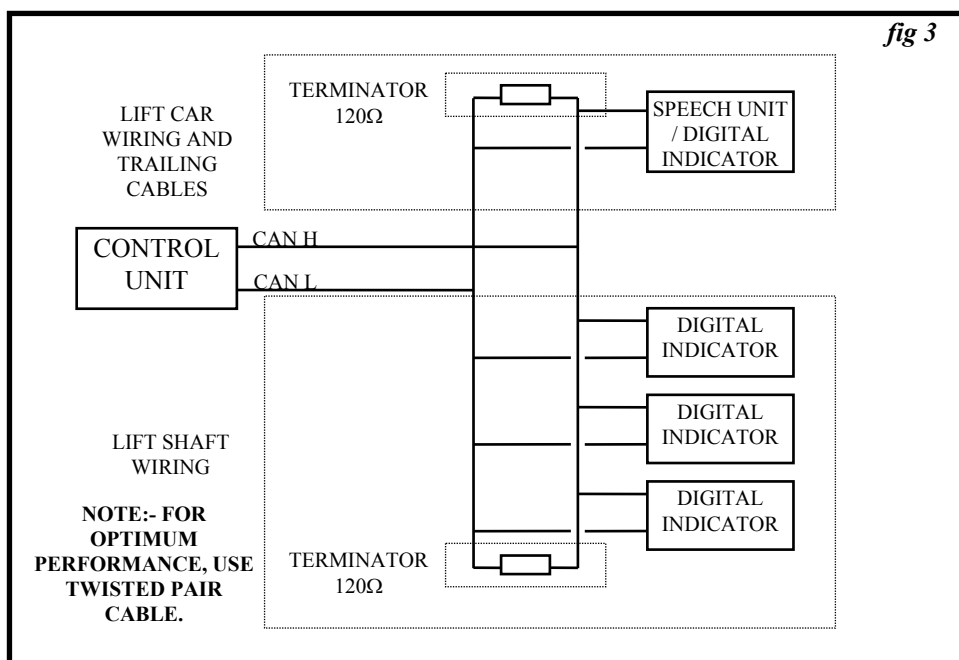 fig 3
TERMINATOR
120Ω
SPEECH UNIT
/ DIGITAL
INDICATOR
LIFT CAR
WIRING AND
TRAILING
CABLES
CONTROL
UNIT
CAN H
CAN L
DIGITAL
INDICATOR
DIGITAL
INDICATOR
DIGITAL
INDICATOR
LIFT SHAFT
WIRING
NOTE:- FOR
OPTIMUM
PERFORMANCE, USE
TWISTED PAIR
CABLE.
TERMINATOR
120Ω